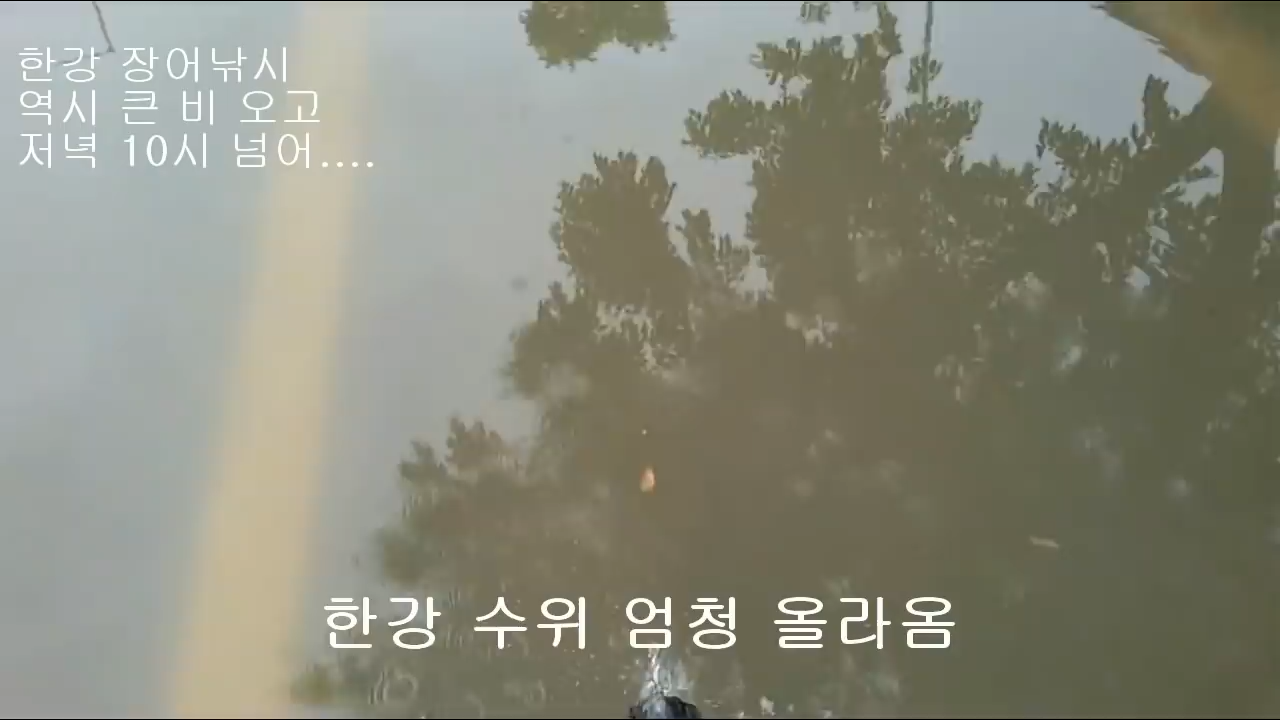 한강 장어낚시
역시 큰 비 오고
저녁 10시 넘어....
한강 수위 엄청 올라옴